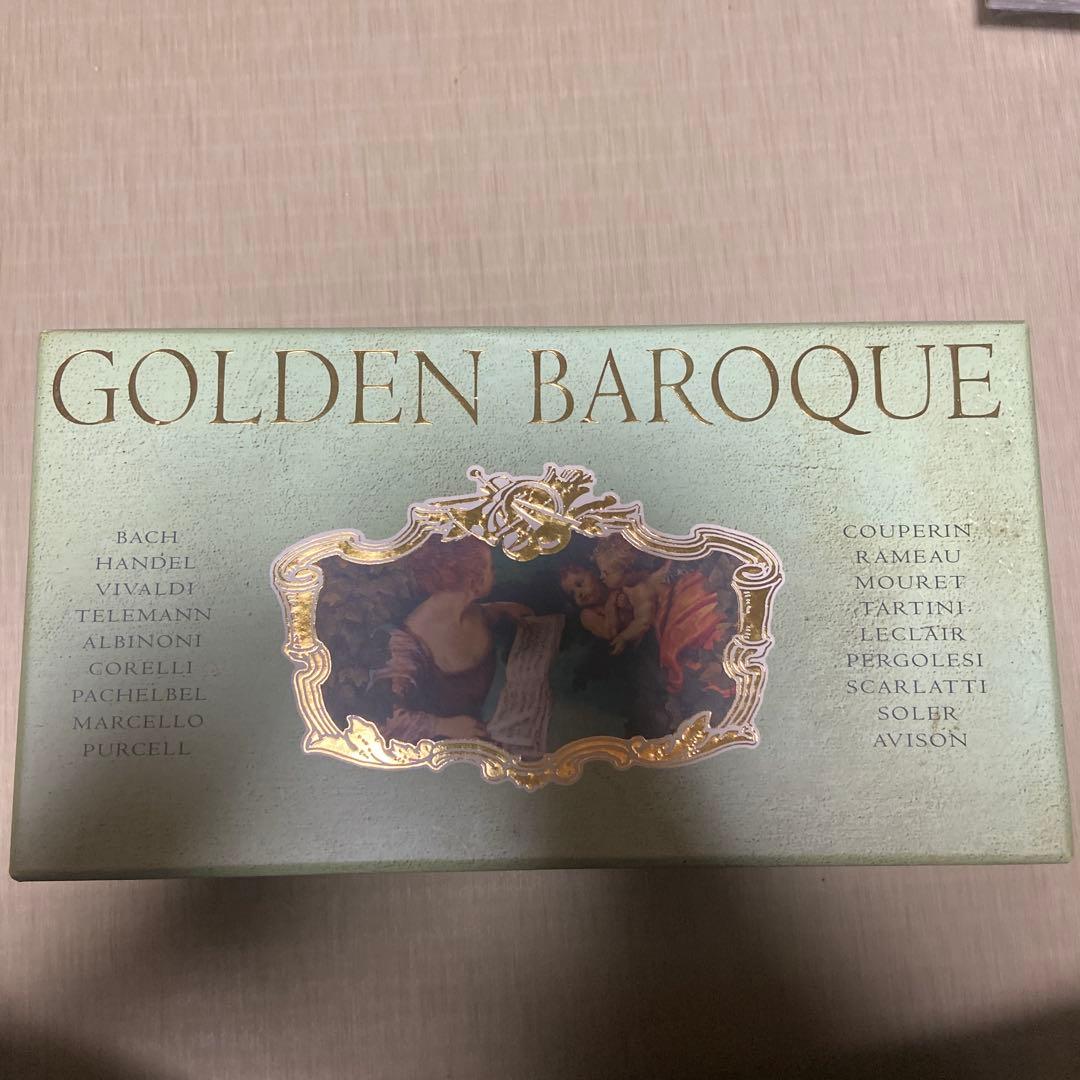 GOLDEN BAROQUE
BACH
HANDEL
VIVALDI
TELEMANN
ALBINONI
CORELLI
PACHELBEL
MARCELLO
PURCELL
COUPERIN
RAMEAU
MOURET
TARTINI
LECLAIR
PERGOLESI
SCARLATTI
SOLER
AVISON